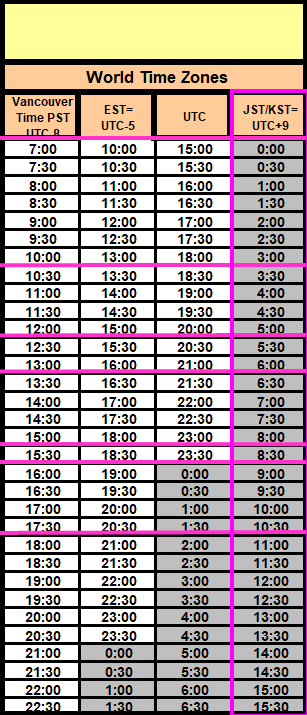 World Time Zones
Vancouver
Time PST
UTC-8
EST=
UTC-5
UTC
JST/KST=
UTC+9
7:00 10:00 15:00 0:00
7:30 10:30 15:30 0:30
8:00 11:00 16:00 1:00
8:30 11:30 16:30 1:30
9:00 12:00 17:00 2:00
9:30 12:30 17:30 2:30
10:00 13:00 18:00 3:00
10:30 13:30 18:30 3:30
11:00 14:00 19:00 4:00
11:30 14:30 19:30 4:30
12:00 15:00 20:00 5:00
12:30 15:30 20:30 5:30
13:00 16:00 21:00 6:00
13:30 16:30 21:30 6:30
14:00 17:00 22:00 7:00
14:30 17:30 22:30 7:30
15:00 18:00 23:00 8:00
15:30 18:30 23:30 8:30
16:00 19:00 0:00 9:00
16:30 19:30 0:30 9:30
17:00 20:00 1:00 10:00
17:30 20:30 1:30 10:30
18:00 21:00 2:00 11:00
18:30 21:30 2:30 11:30
19:00 22:00 3:00 12:00
19:30 22:30 3:30 12:30
20:00 23:00 4:00 13:00
20:30 23:30 4:30 13:30
21:00 0:00 5:00 14:00
21:30 0:30 5:30 14:30
22:00 1:00 6:00 15:00
22:30 1:30 6:30 15:30